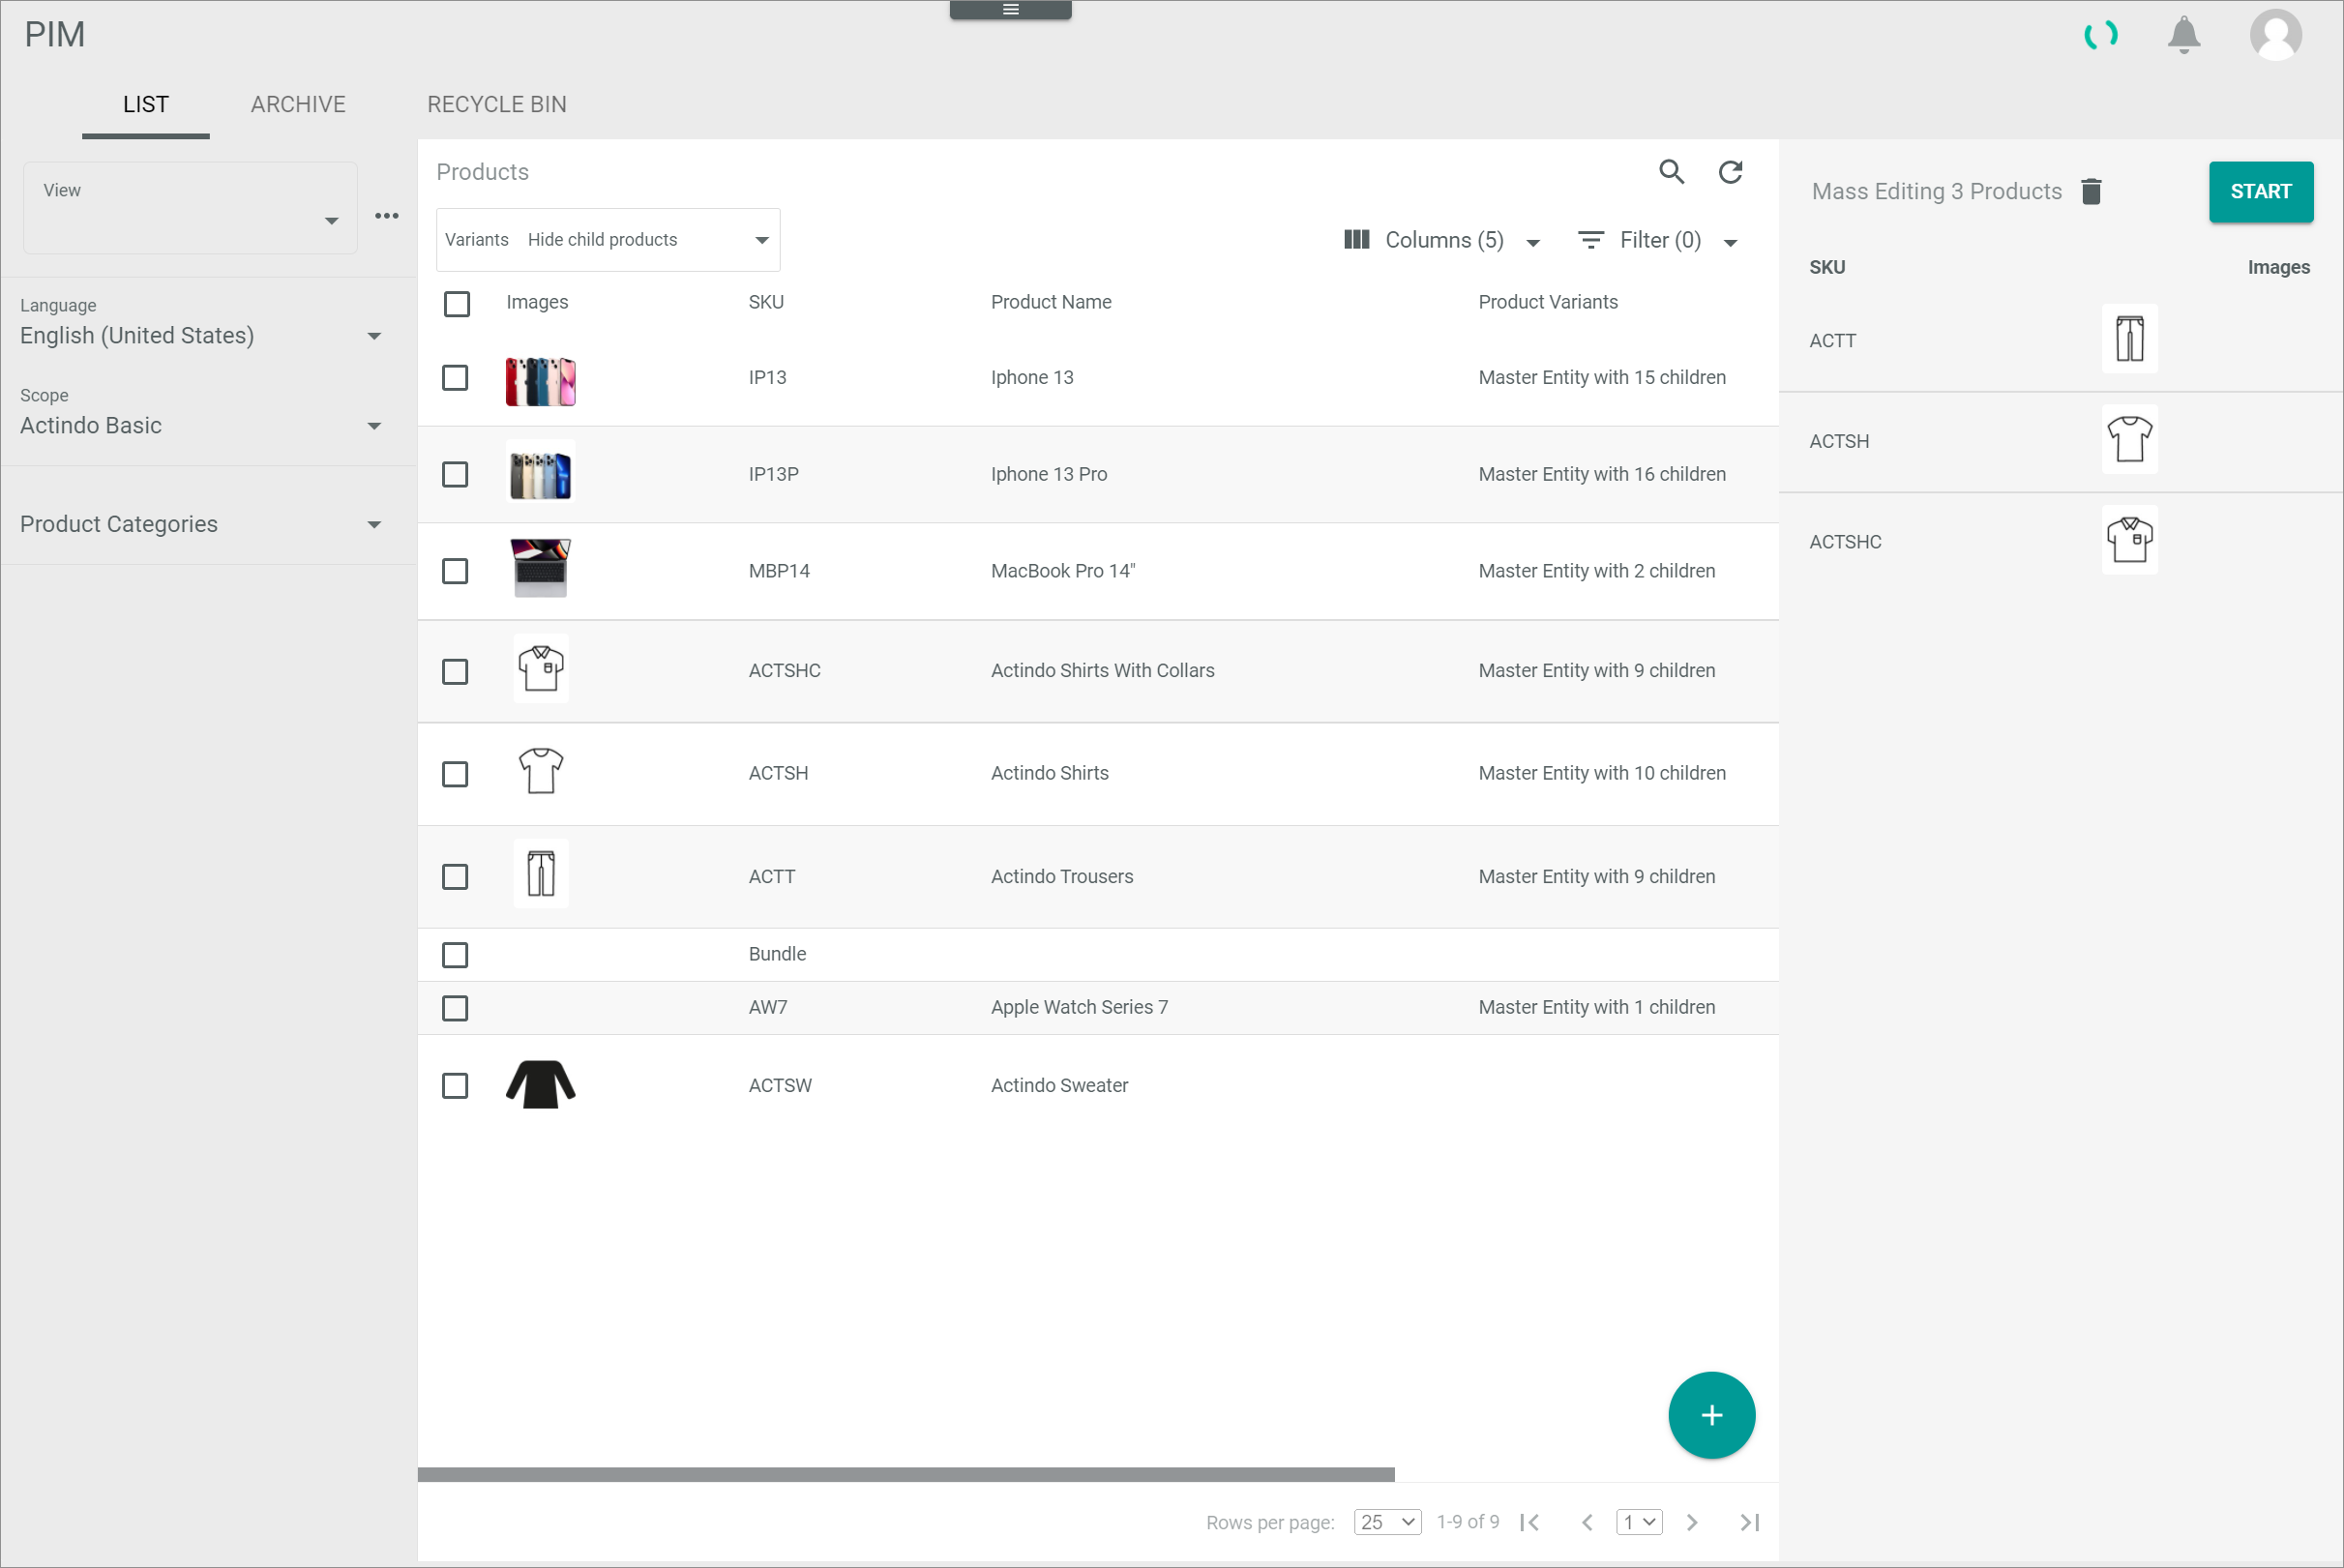 PIM
LIST ARCHIVE RECYCLE BIN
View
Language
English (United States)
Scope
Actindo Basic
Product Categories
Products
Variants Hide child products
Columns (5) Filter (0)
Images SKU Product Name Product Variants
IP13 Iphone 13 Master Entity with 15 children
IP13P Iphone 13 Pro Master Entity with 16 children
MBP14 MacBook Pro 14" Master Entity with 2 children
ACTSHC Actindo Shirts With Collars Master Entity with 9 children
ACTSH Actindo Shirts Master Entity with 10 children
ACTT Actindo Trousers Master Entity with 9 children
Bundle
AW7 Apple Watch Series 7 Master Entity with 1 children
ACTSW Actindo Sweater
Rows per page: 25 1-9 of 9 1
Mass Editing 3 Products START
SKU Images
ACTT
ACTSH
ACTSHC